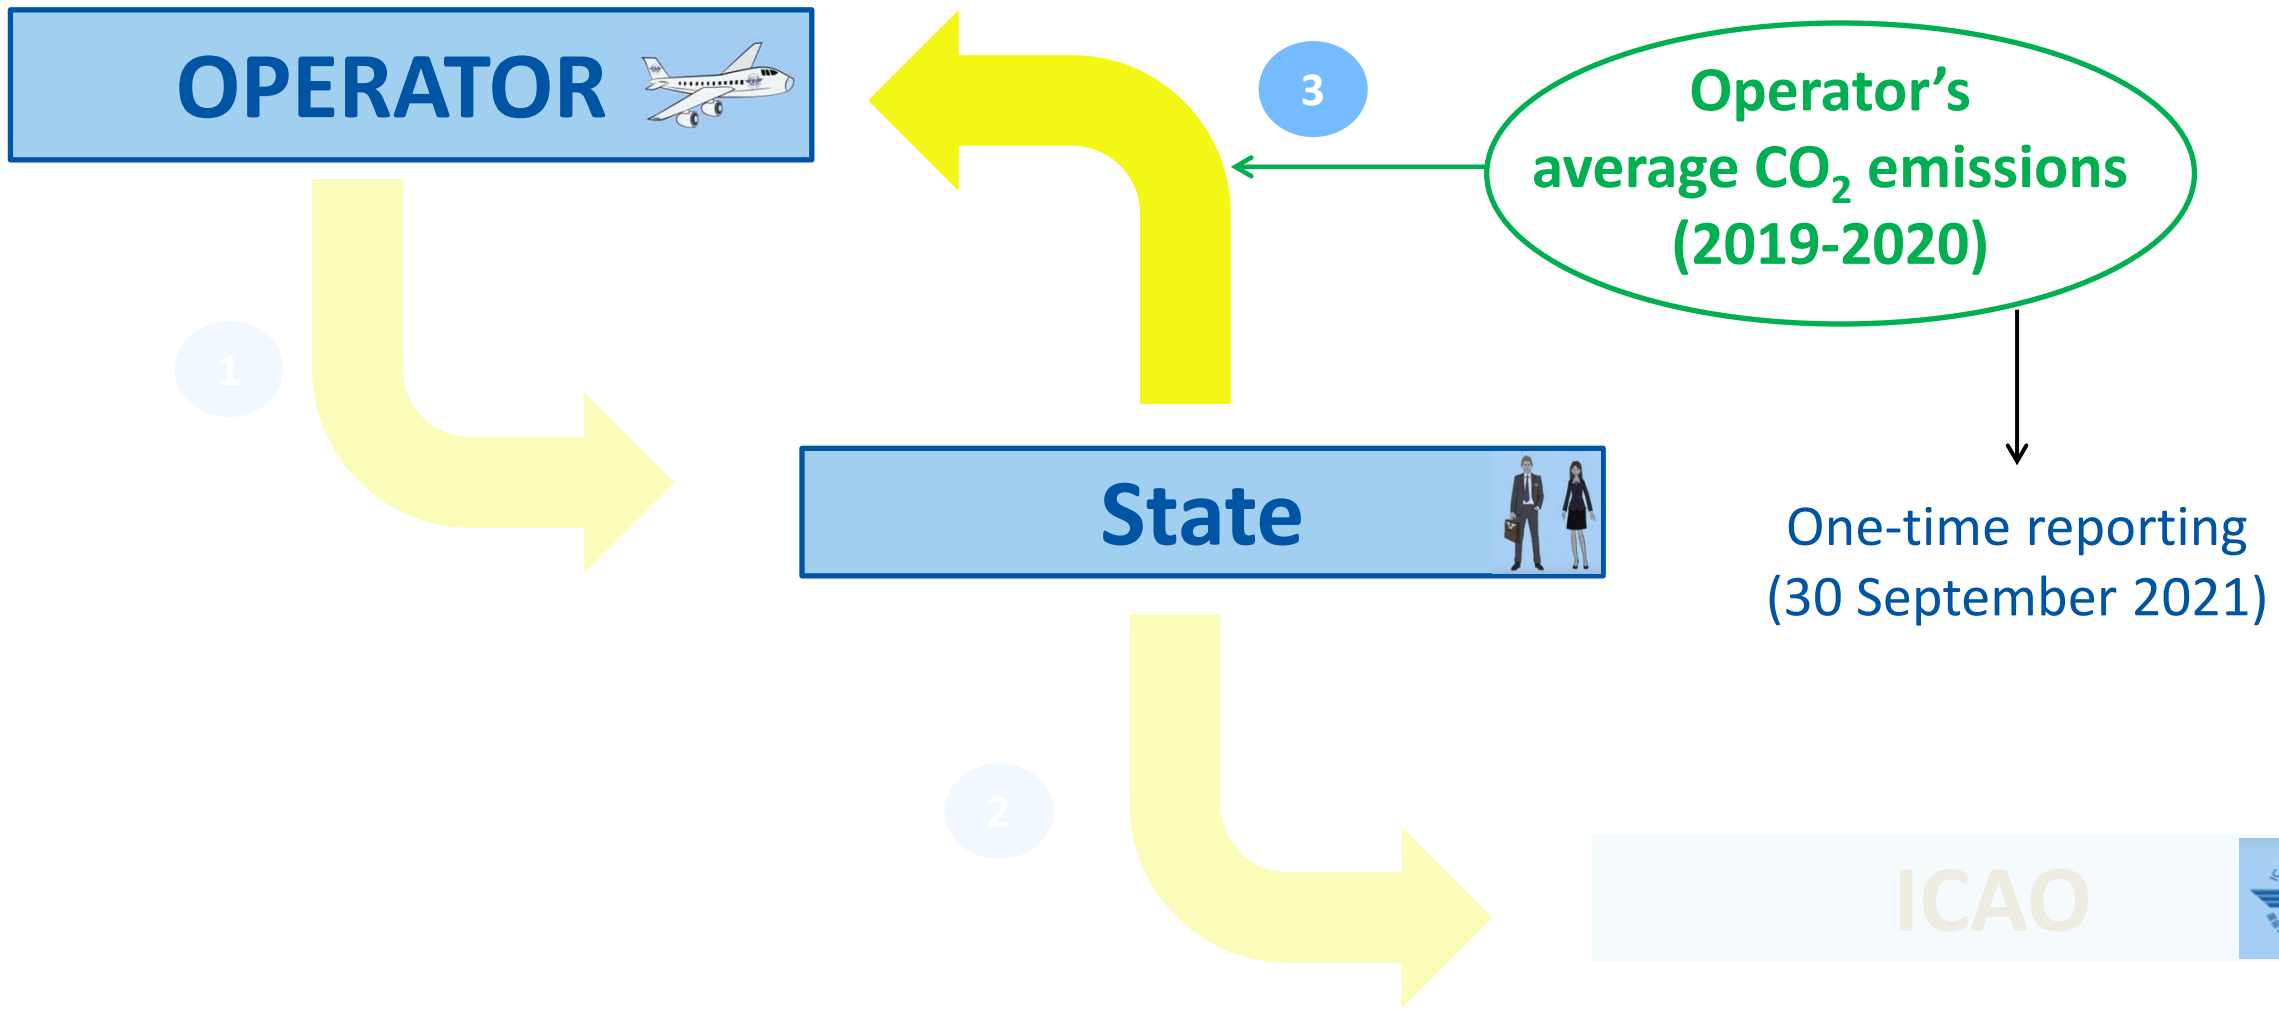 OPERATOR
3
Operator’s
average CO₂ emissions
(2019-2020)
1
State
One-time reporting
(30 September 2021)
2
ICAO